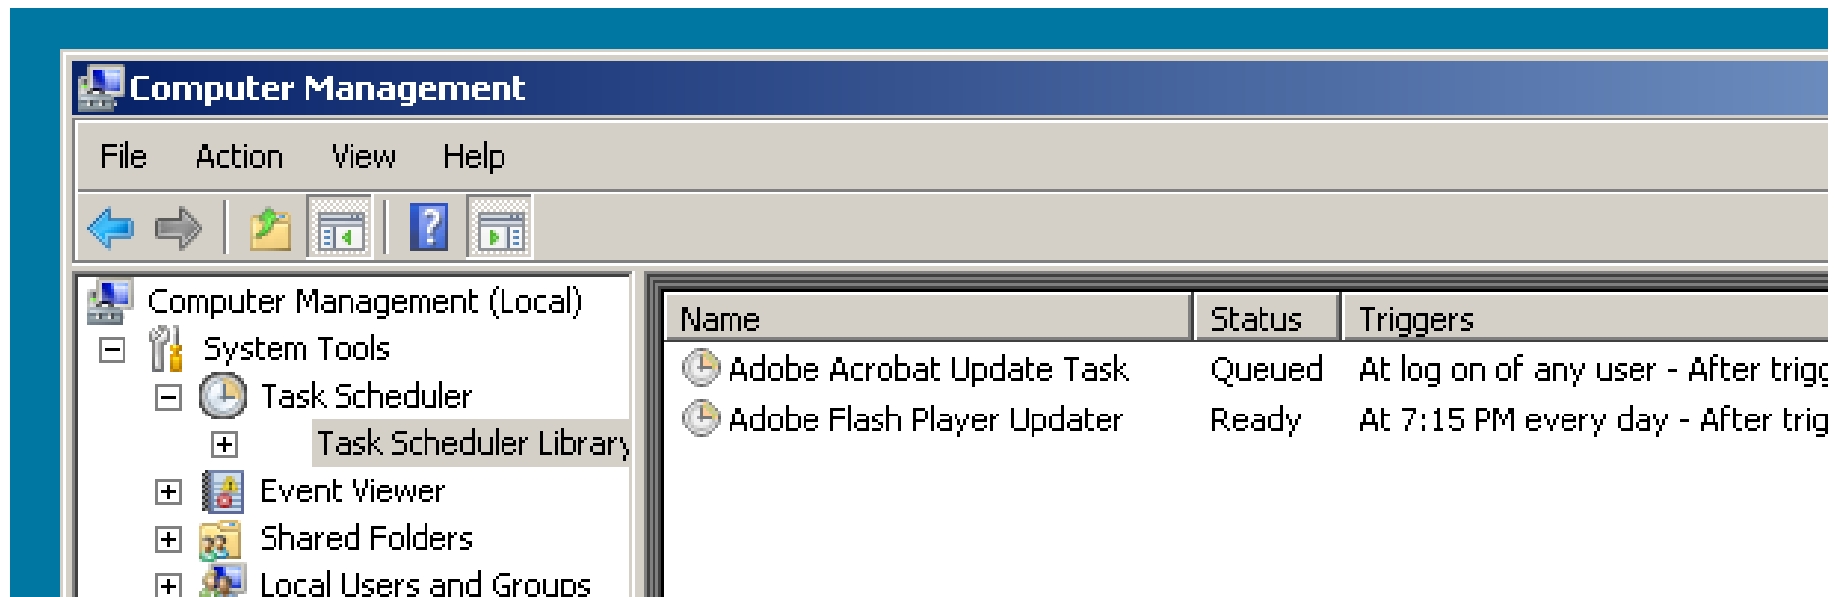 Computer Management
File Action View Help
Computer Management (Local)
System Tools
Task Scheduler
Task Scheduler Library
Event Viewer
Shared Folders
Local Users and Groups
Name Status Triggers
Adobe Acrobat Update Task Queued At log on of any user - After trigg
Adobe Flash Player Updater Ready At 7:15 PM every day - After trig